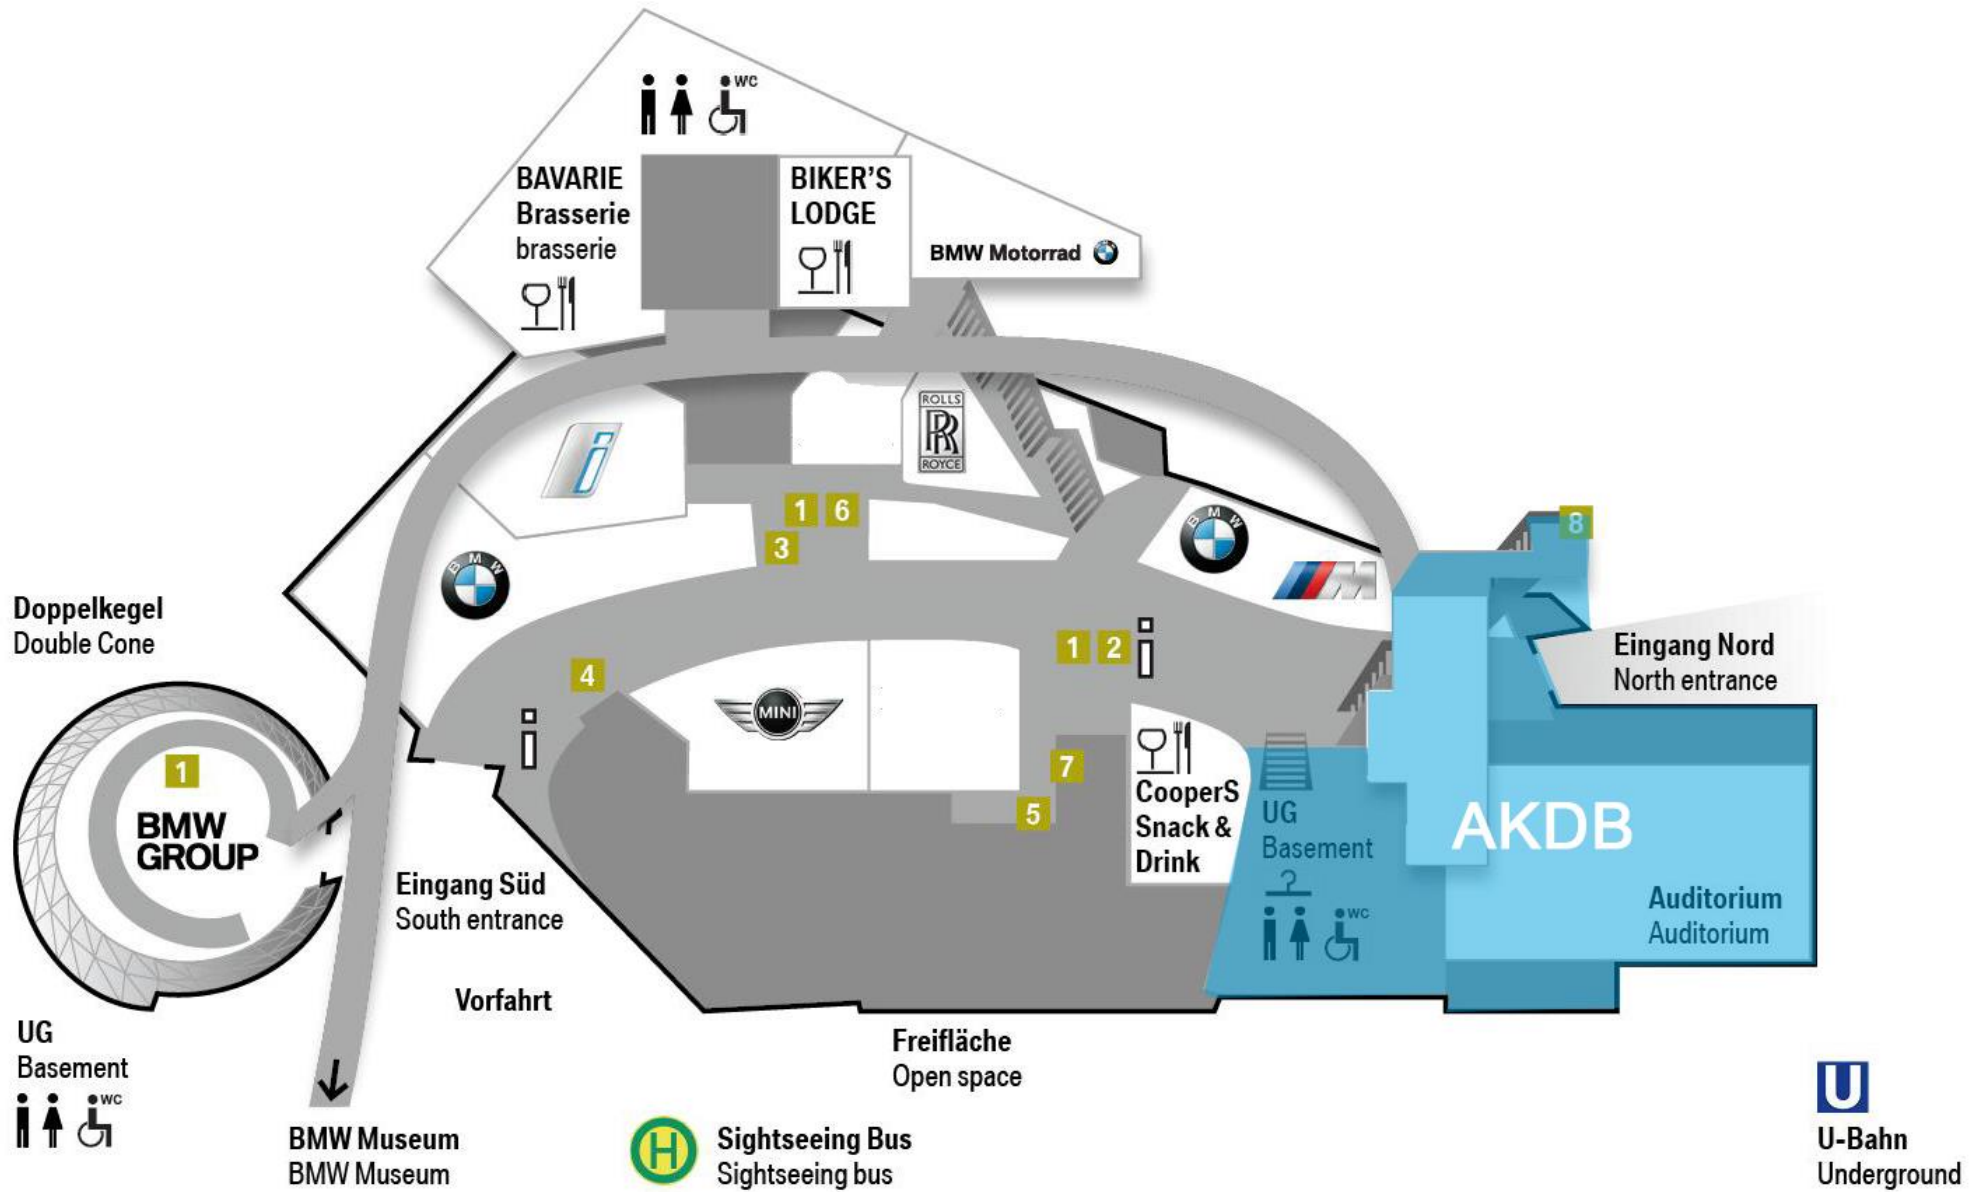 WC
BAVARIE
Brasserie
brasserie
BIKER'S
LODGE
BMW Motorrad
ROLLS
RR
ROYCE
i
1 6
3
BMW
BMW
M
8
Doppelkegel
Double Cone
Eingang Nord
North entrance
1 2
4
MINI
1
BMW
GROUP
7
5
CooperS
Snack &
Drink
UG
Basement
WC
AKDB
Auditorium
Auditorium
Eingang Süd
South entrance
Vorfahrt
UG
Basement
WC
Freifläche
Open space
BMW Museum
BMW Museum
H
Sightseeing Bus
Sightseeing bus
U
U-Bahn
Underground